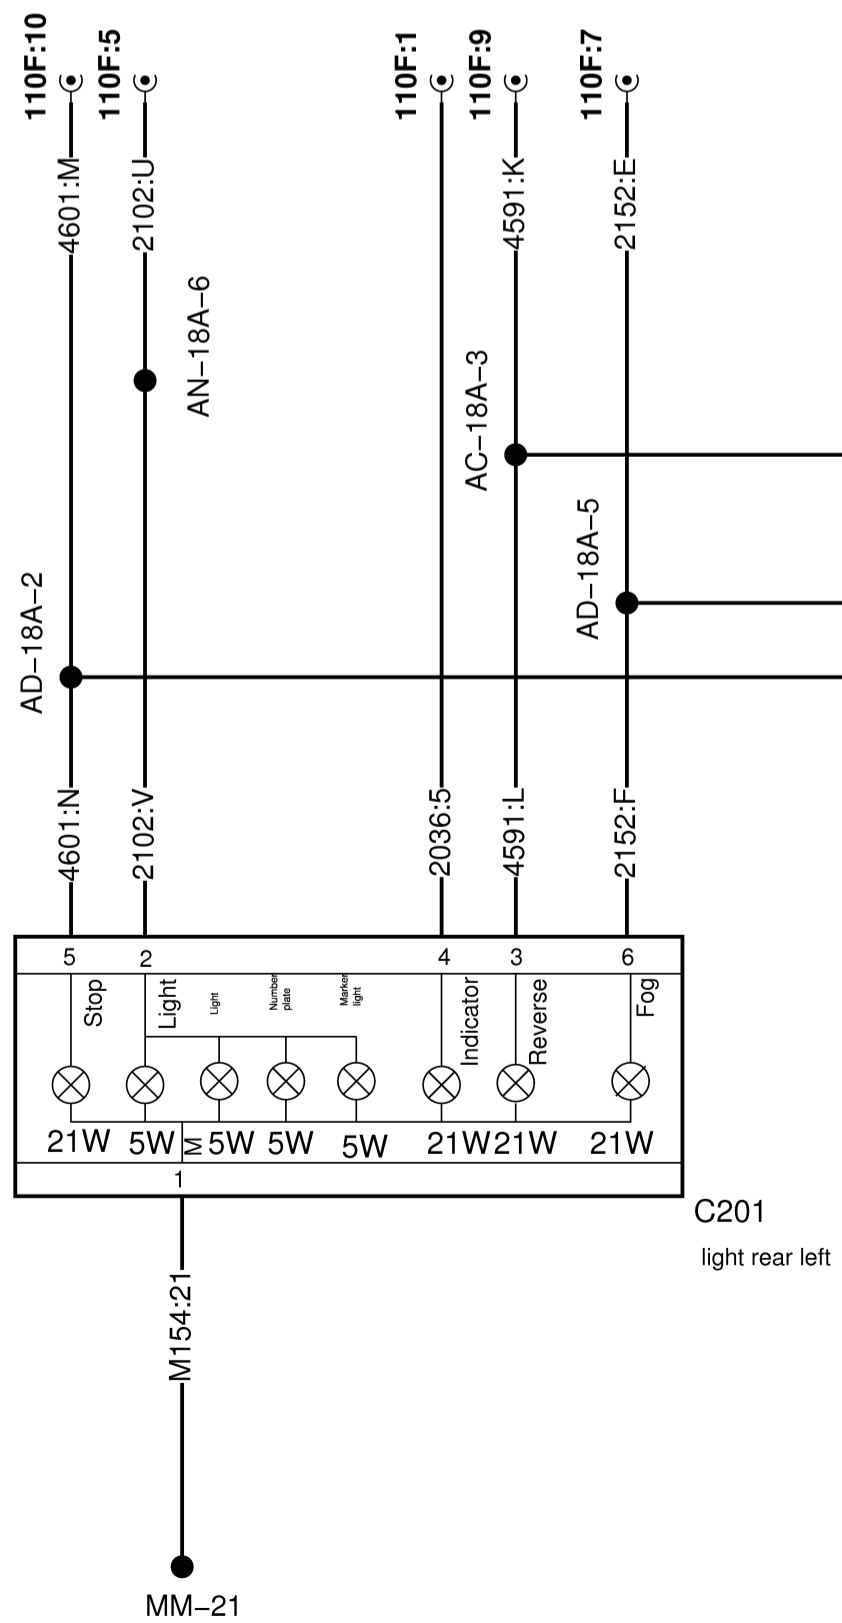 110F:10
110F:5
110F:1
110F:9
110F:7
4601:M
2102:U
4591:K
2152:E
AN-18A-6
AC-18A-3
AD-18A-5
AD-18A-2
4601:N
2102:V
2036:5
4591:L
2152:F
5
2
4
3
6
Stop
Light
Light
Number
plate
Marker
light
Indicator
Reverse
Fog
21W
5W
M
5W
5W
5W
21W
21W
21W
1
C201
light rear left
M154:21
MM-21